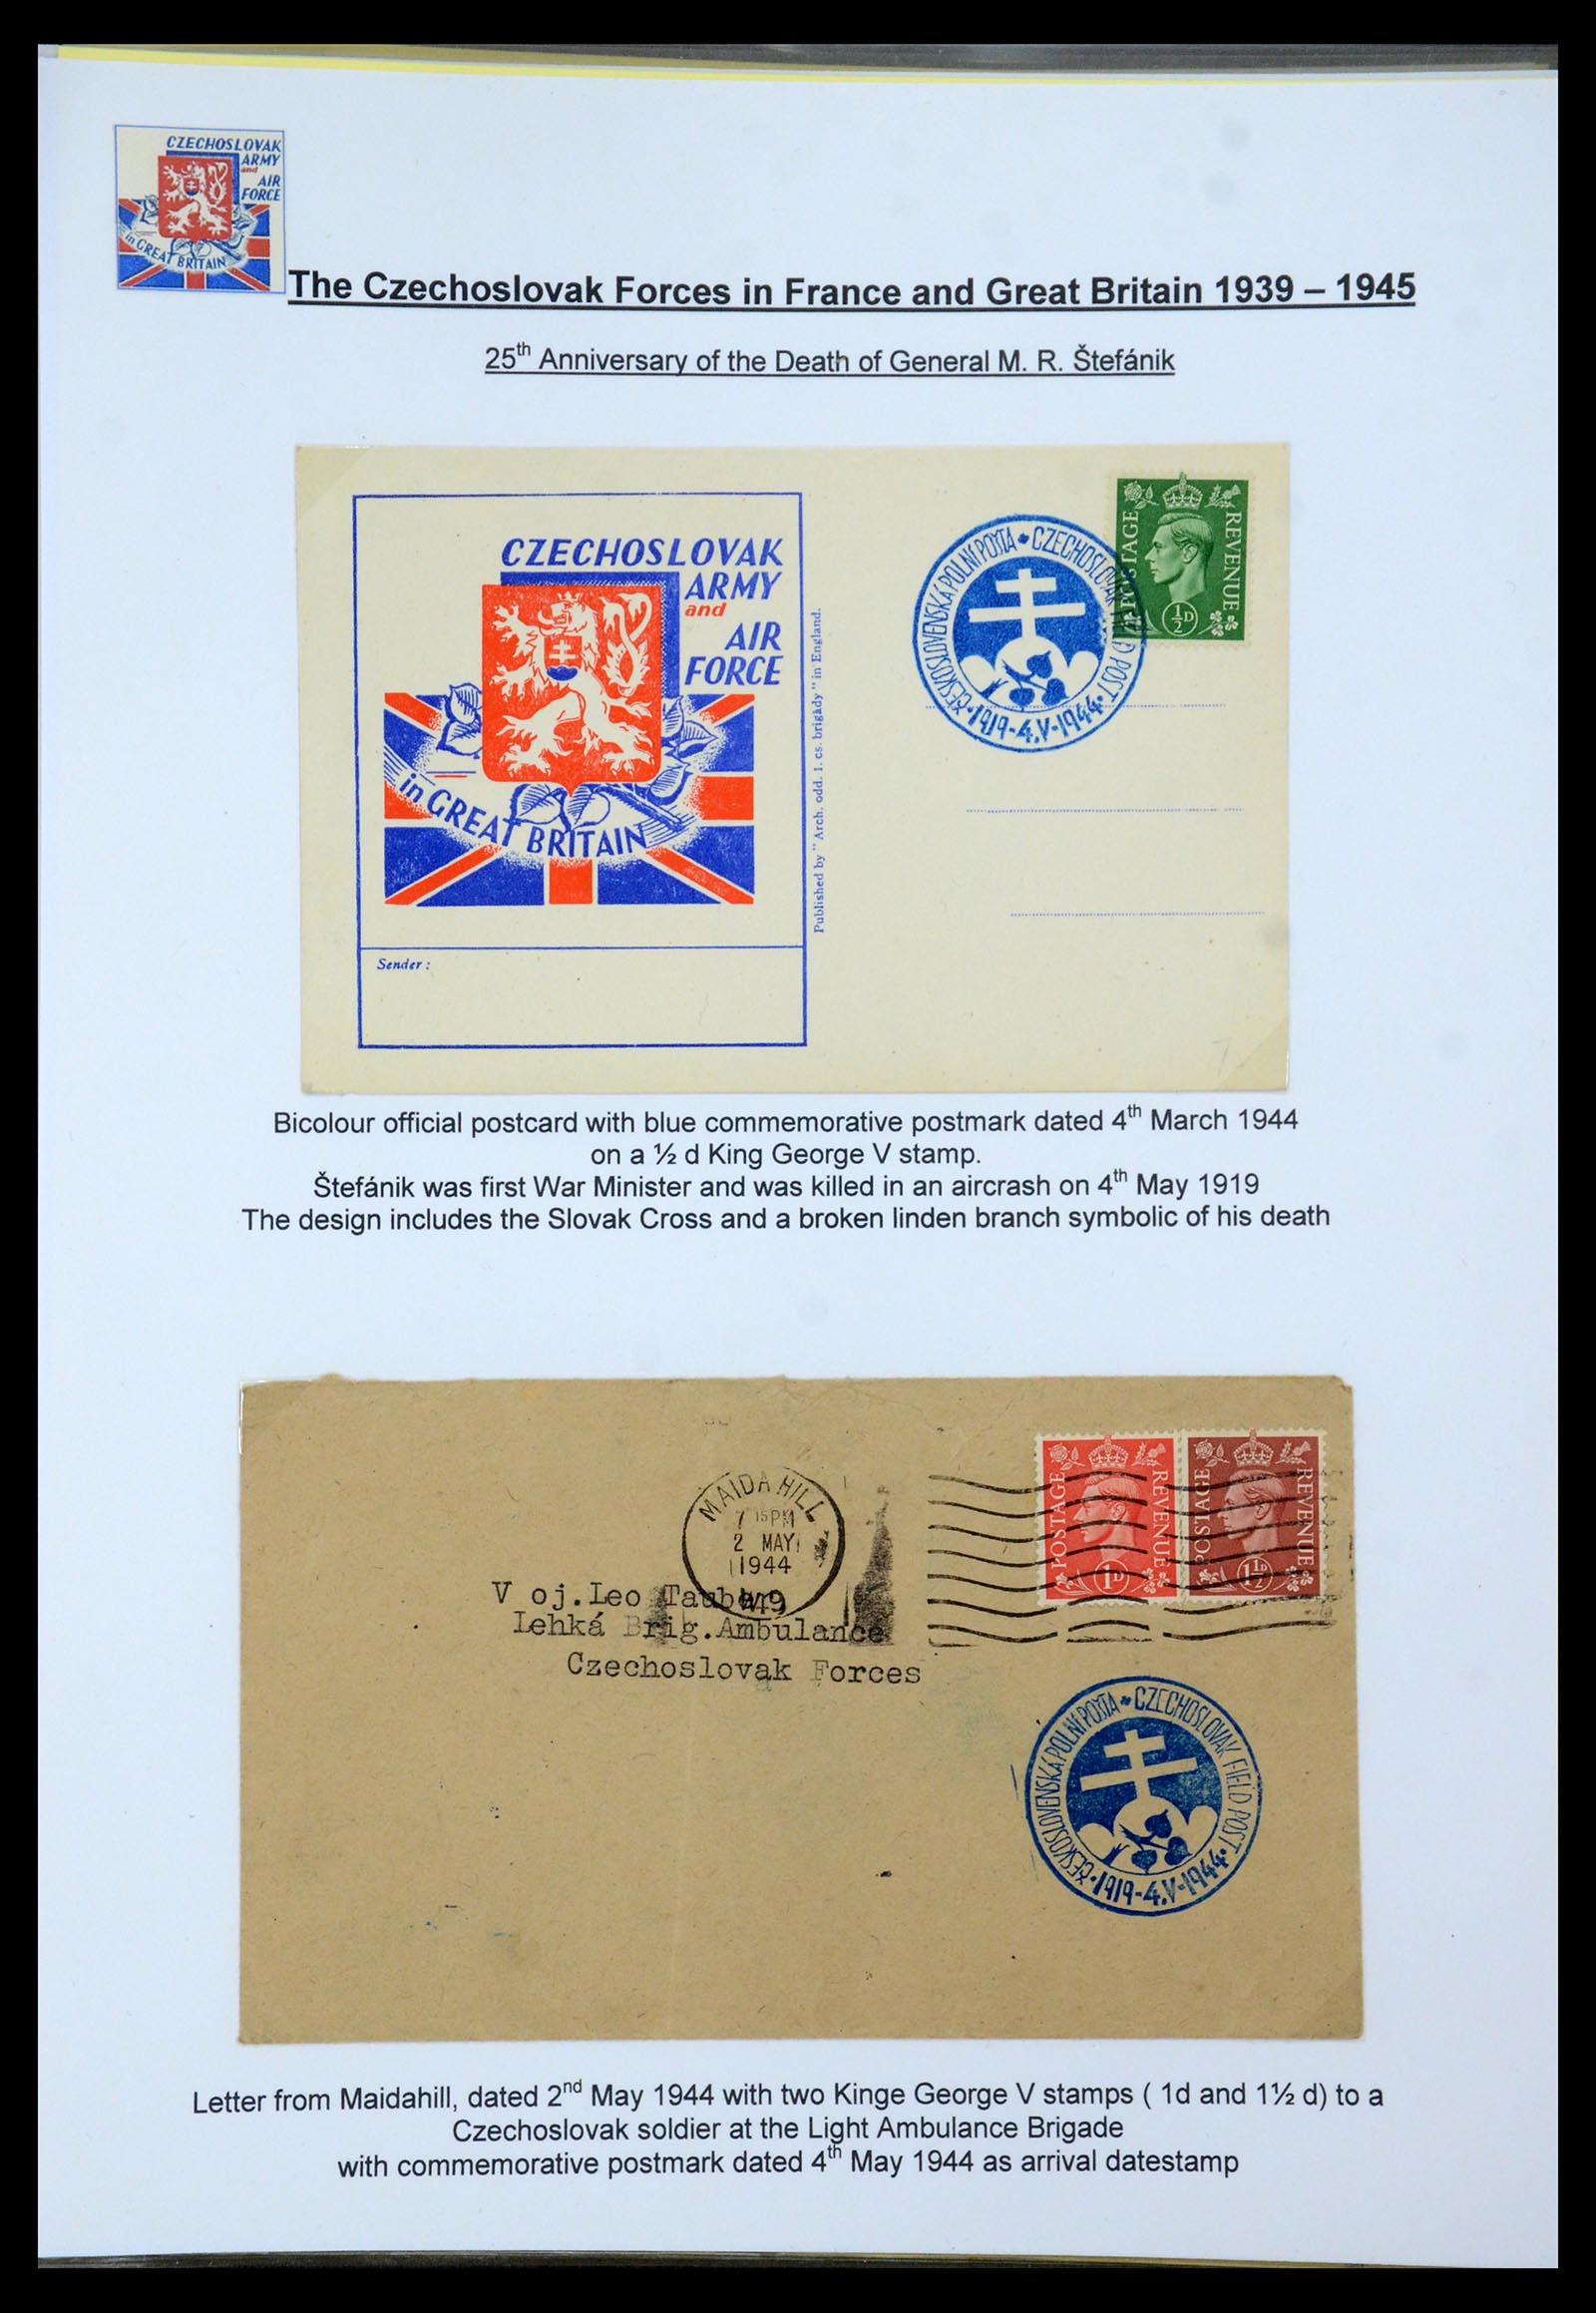 CZECHOSLOVAK
ARMY
and
AIR
FORCE
in GREAT BRITAIN
The Czechoslovak Forces in France and Great Britain 1939 – 1945
25th Anniversary of the Death of General M. R. Štefánik
CZECHOSLOVAK
ARMY
and
AIR
FORCE
in GREAT BRITAIN
Sender :
Published by " Arch. odd. 1. cs. brigády " in England.
ČESKOSLOVENSKÁ POLNÍ POŠTA * CZECHOSLOVAK FIELD POST
1919-4.V-1944
POSTAGE REVENUE
½D
Bicolour official postcard with blue commemorative postmark dated 4th March 1944
on a ½ d King George V stamp.
Štefánik was first War Minister and was killed in an aircrash on 4th May 1919
The design includes the Slovak Cross and a broken linden branch symbolic of his death
MAIDA HILL
7 15PM
2 MAY
1944
W9
POSTAGE REVENUE
1D
POSTAGE REVENUE
1½D
V oj.Leo Tauber,
Lehká Brig.Ambulance
Czechoslovak Forces
ČESKOSLOVENSKÁ POLNÍ POŠTA * CZECHOSLOVAK FIELD POST
1919-4.V-1944
Letter from Maidahill, dated 2nd May 1944 with two Kinge George V stamps ( 1d and 1½ d) to a
Czechoslovak soldier at the Light Ambulance Brigade
with commemorative postmark dated 4th May 1944 as arrival datestamp